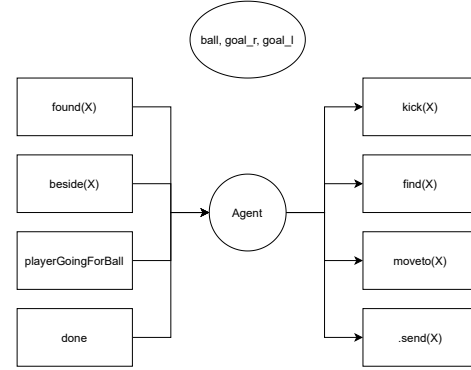 ball, goal_r, goal_l
found(X)
beside(X)
playerGoingForBall
done
Agent
kick(X)
find(X)
moveto(X)
.send(X)